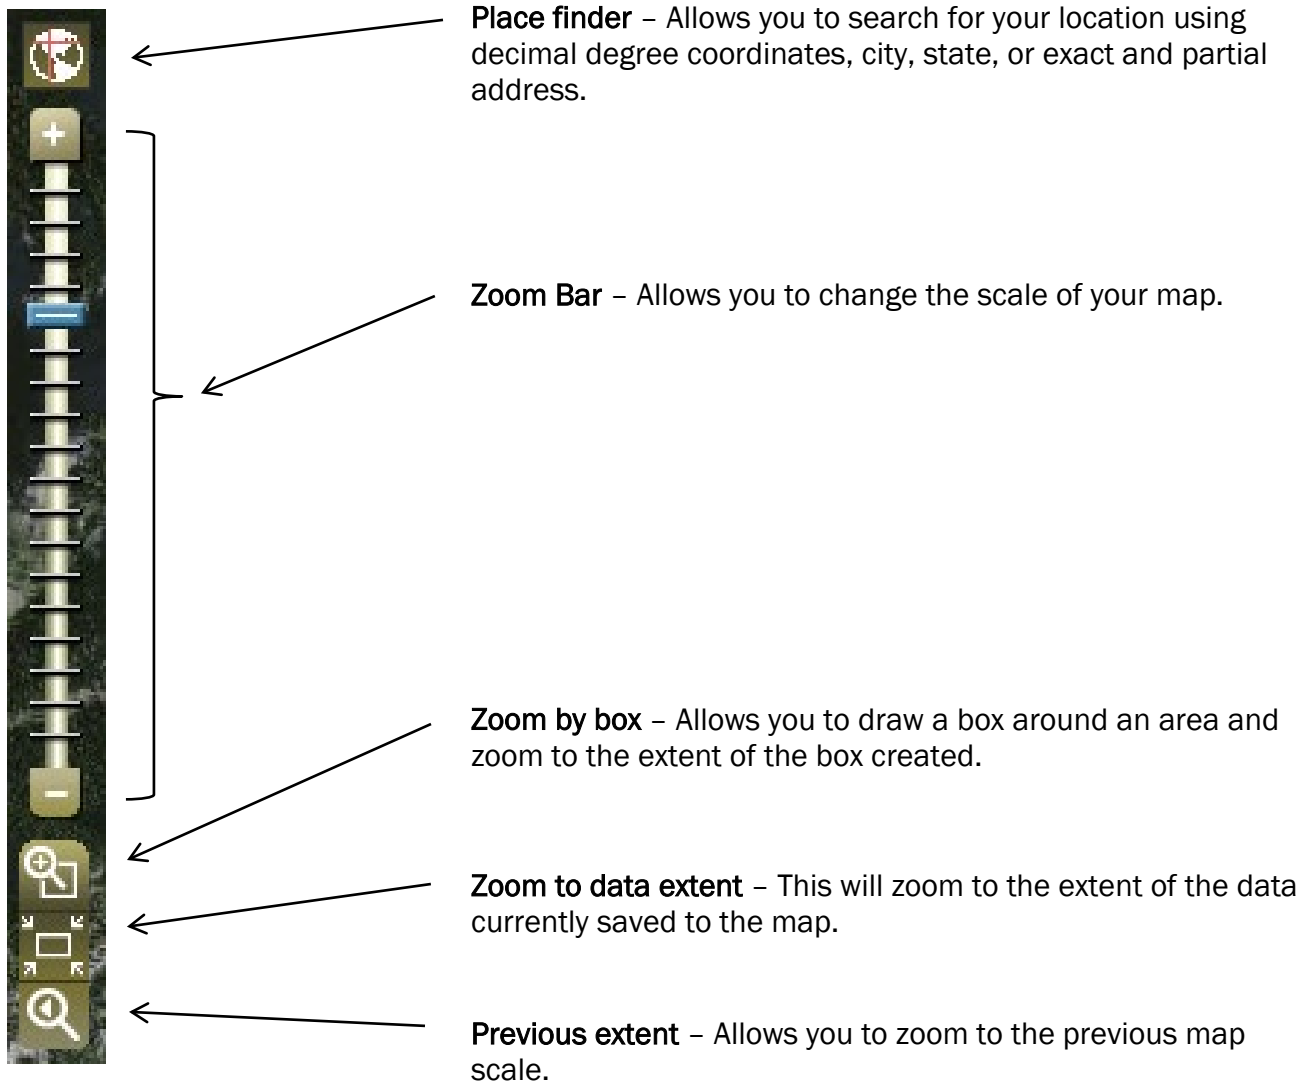 Place finder – Allows you to search for your location using
decimal degree coordinates, city, state, or exact and partial
address.
+
Zoom Bar – Allows you to change the scale of your map.
Zoom by box – Allows you to draw a box around an area and
zoom to the extent of the box created.
–
Zoom to data extent – This will zoom to the extent of the data
currently saved to the map.
Previous extent – Allows you to zoom to the previous map
scale.